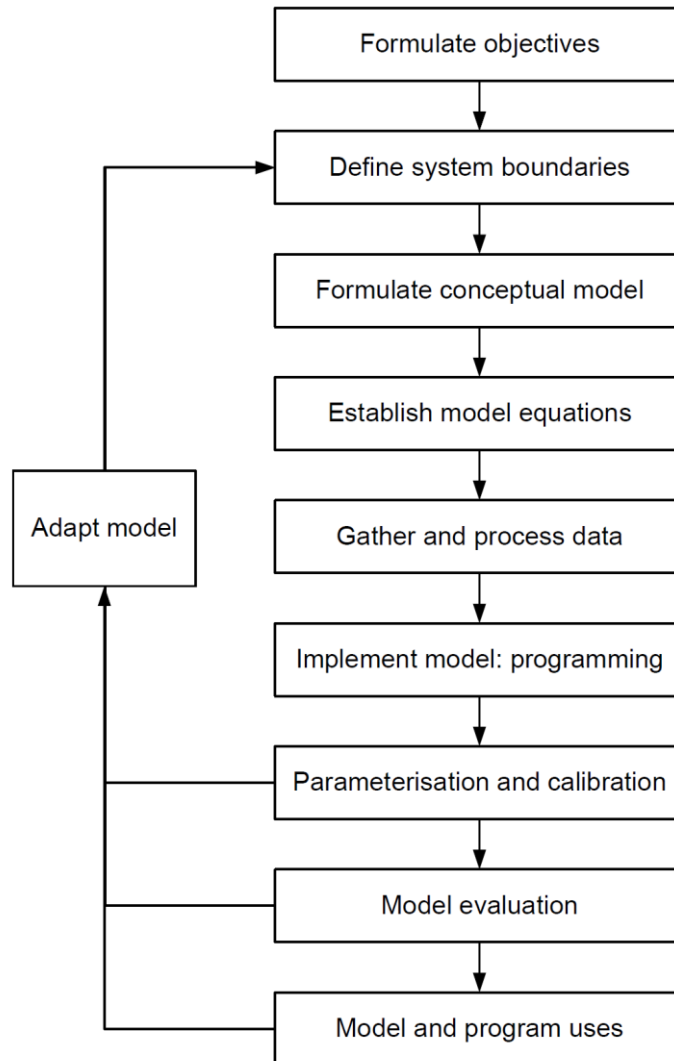 Formulate objectives
Define system boundaries
Formulate conceptual model
Establish model equations
Adapt model
Gather and process data
Implement model: programming
Parameterisation and calibration
Model evaluation
Model and program uses